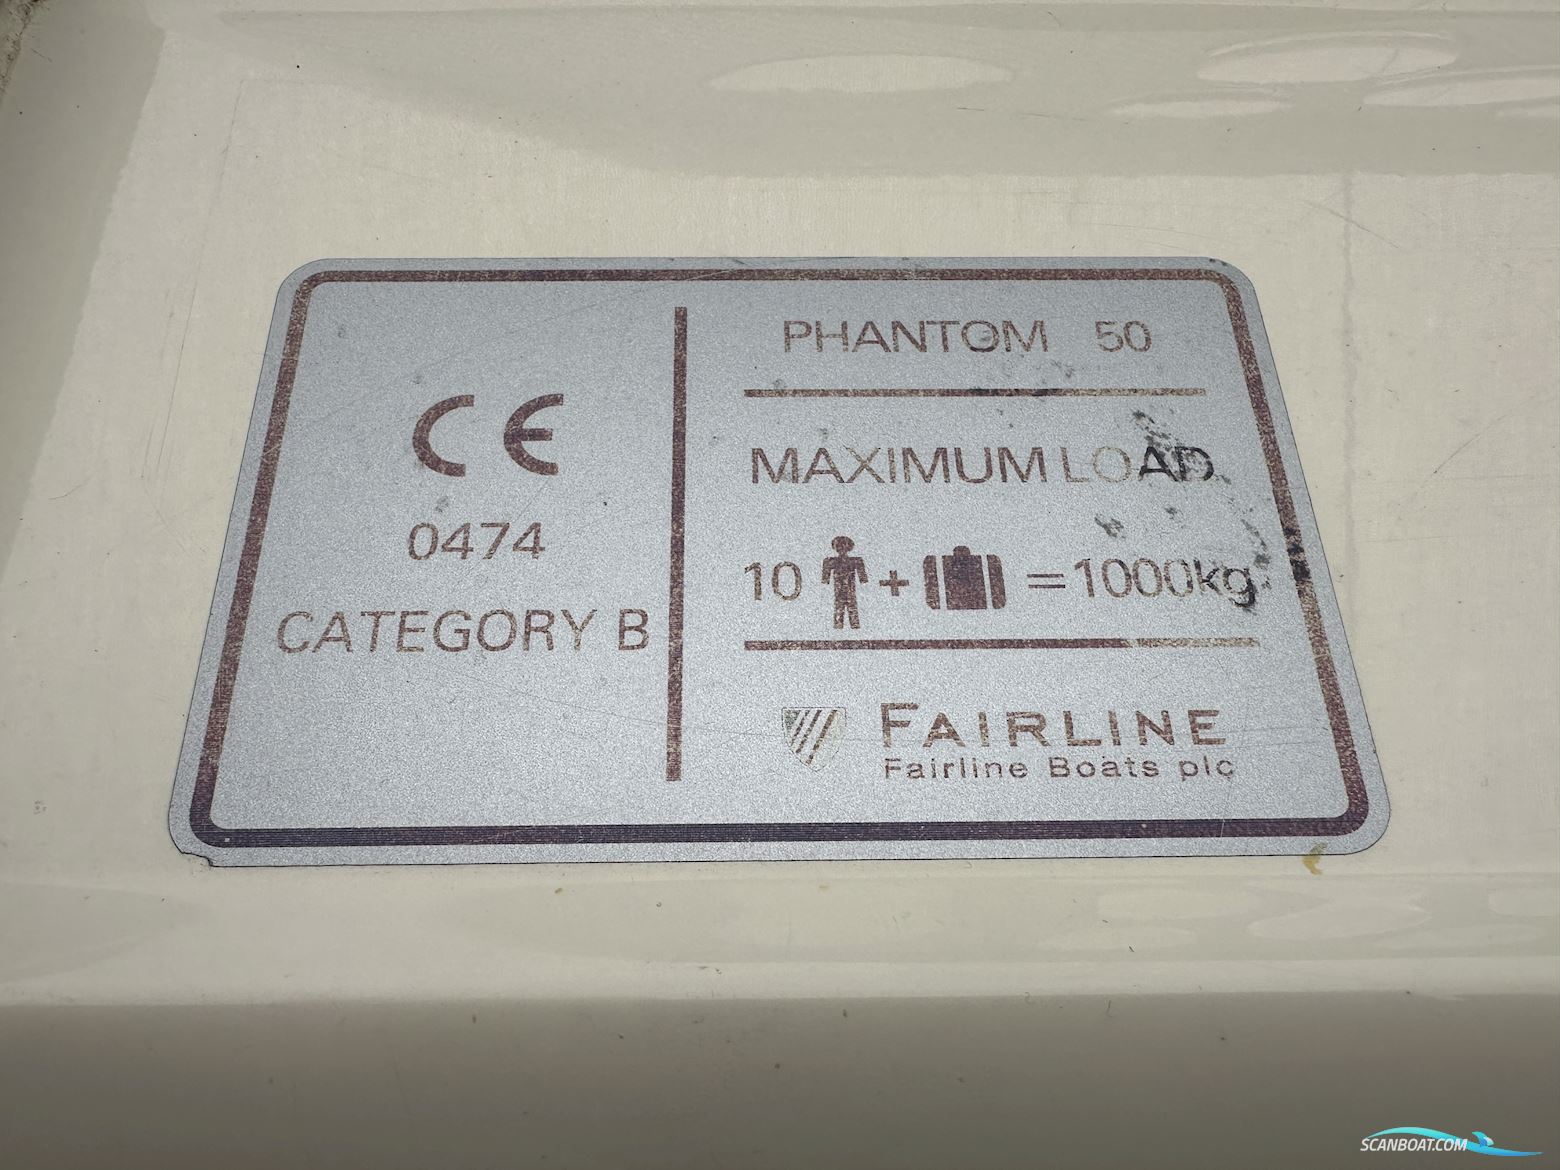 CE
0474
CATEGORY B
PHANTOM 50
MAXIMUM LOAD
10 + = 1000kg
FAIRLINE
Fairline Boats plc
SCANBOAT.COM